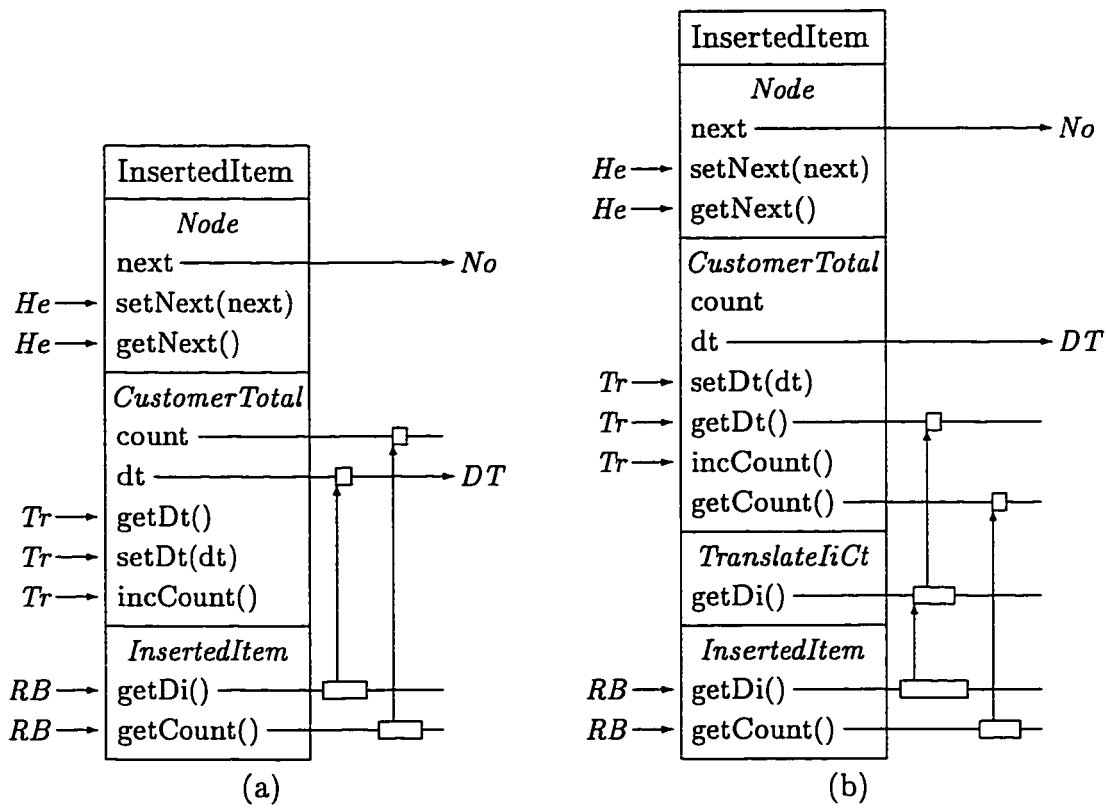 InsertedItem
Node
next No
He setNext(next)
He getNext()
CustomerTotal
count
dt DT
Tr getDt()
Tr setDt(dt)
Tr incCount()
InsertedItem
RB getDi()
RB getCount()
(a)
InsertedItem
Node
next No
He setNext(next)
He getNext()
CustomerTotal
count
dt DT
Tr setDt(dt)
Tr getDt()
Tr incCount()
getCount()
TranslateIiCt
getDi()
InsertedItem
RB getDi()
RB getCount()
(b)